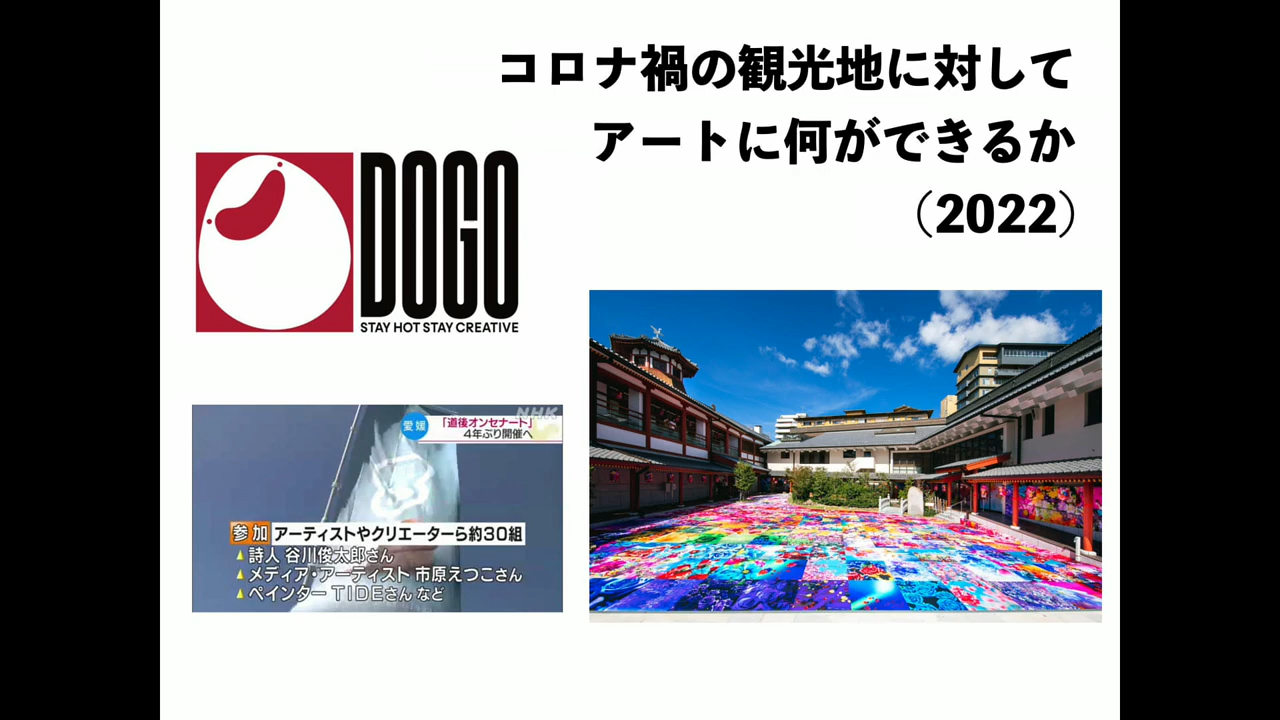 コロナ禍の観光地に対して
アートに何ができるか
（2022）
DOGO
STAY HOT STAY CREATIVE
NHK
愛媛
「道後オンセナート」
4年ぶり開催へ
参加 アーティストやクリエーターら約30組
▲詩人 谷川俊太郎さん
▲メディア・アーティスト 市原えつこさん
▲ペインター TIDEさん など